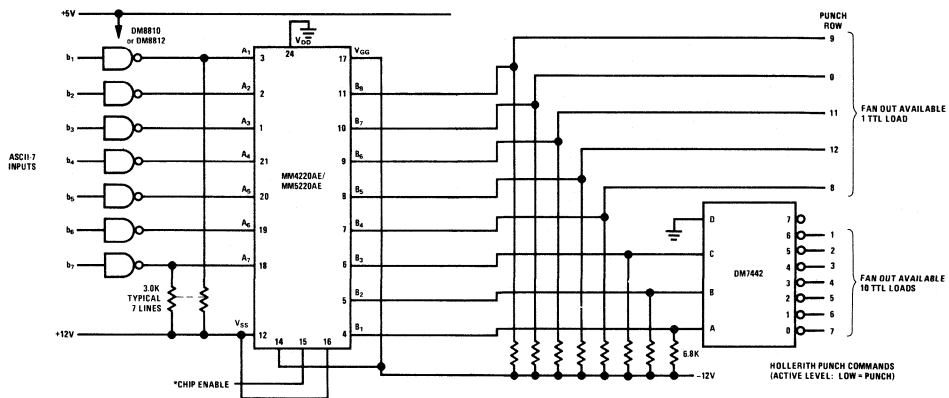 +5V
DM8810
or DM8812
ASCII-7
INPUTS
b1
b2
b3
b4
b5
b6
b7
A1 3
A2 2
A3 1
A4 21
A5 20
A6 19
A7 18
3.0K
TYPICAL
7 LINES
+12V
VSS 12
VDD
24
MM4220AE/
MM5220AE
14 15 16
*CHIP ENABLE
17 VGG
11 B8
10 B7
9 B6
8 B5
7 B4
6 B3
5 B2
4 B1
6.8K
-12V
PUNCH
ROW
9
0
11
12
8
FAN OUT AVAILABLE
1 TTL LOAD
D
C
B
A
DM7442
7
6 1
5 2
4 3
3 4
2 5
1 6
0 7
FAN OUT AVAILABLE
10 TTL LOADS
HOLLERITH PUNCH COMMANDS
(ACTIVE LEVEL: LOW = PUNCH)